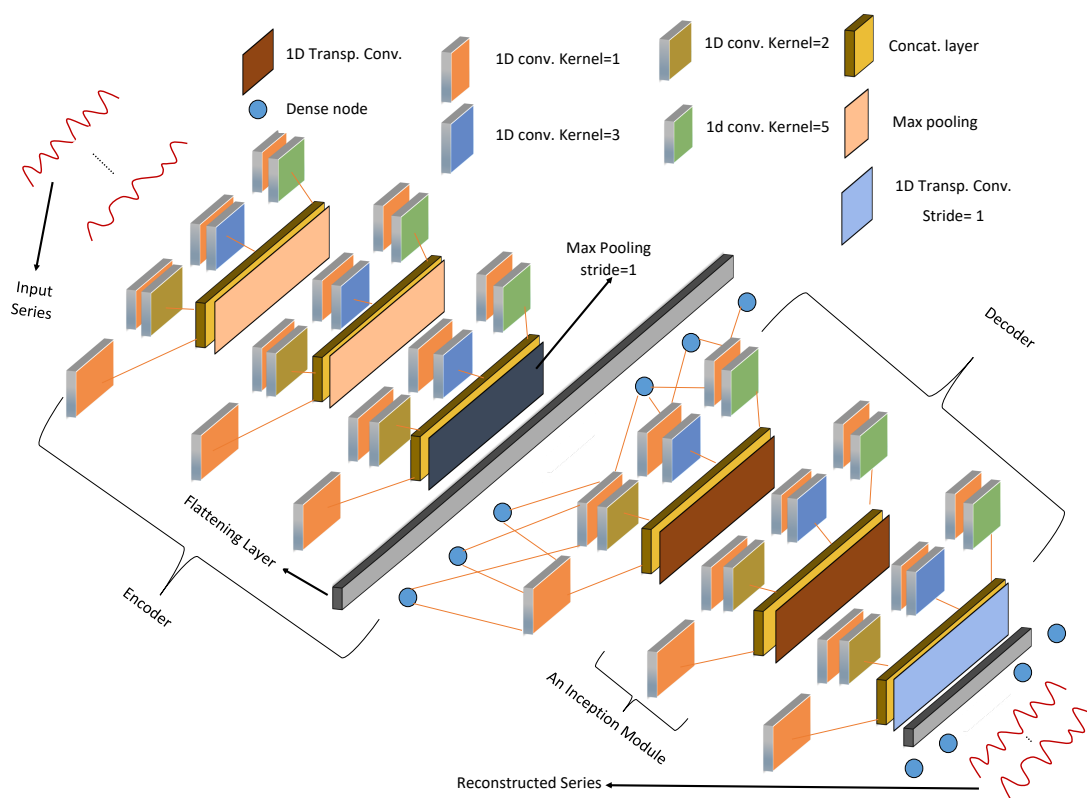 1D Transp. Conv.
1D conv. Kernel=1
1D conv. Kernel=2
Concat. layer
Dense node
1D conv. Kernel=3
1d conv. Kernel=5
Max pooling
1D Transp. Conv.
Stride= 1
Input
Series
Max Pooling
stride=1
Decoder
Flattening Layer
Encoder
An Inception Module
Reconstructed Series